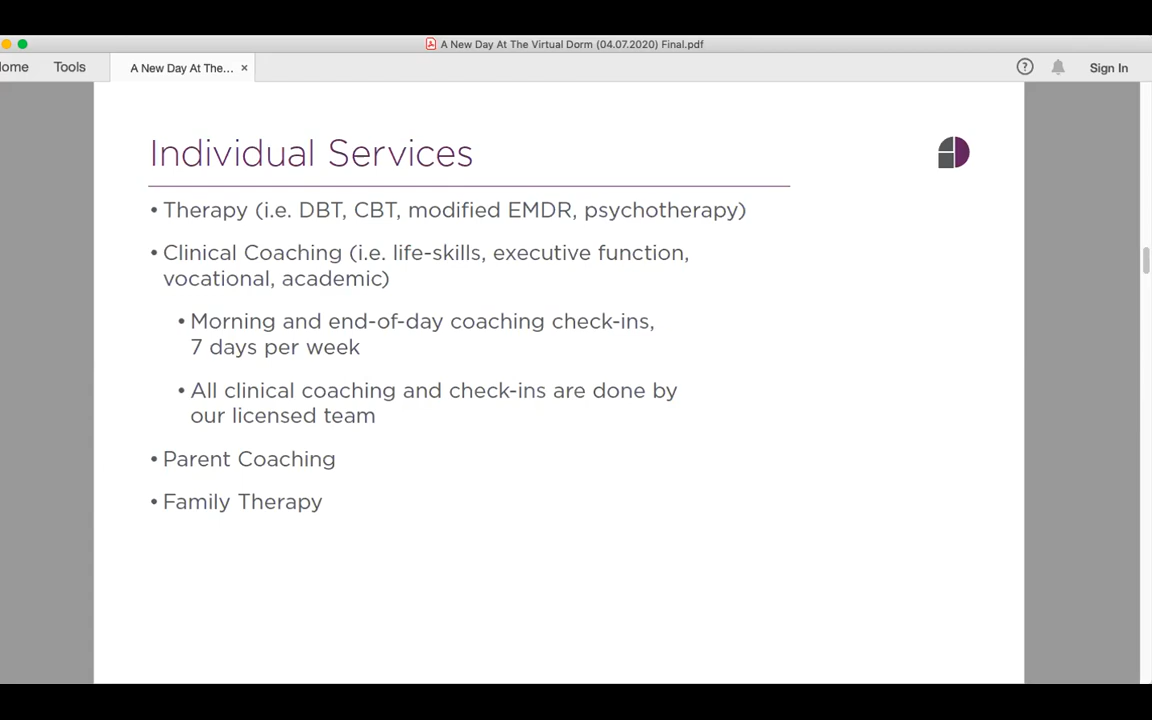 A New Day At The Virtual Dorm (04.07.2020) Final.pdf
ome Tools A New Day At The... × ? Sign In
Individual Services
• Therapy (i.e. DBT, CBT, modified EMDR, psychotherapy)
• Clinical Coaching (i.e. life-skills, executive function,
vocational, academic)
• Morning and end-of-day coaching check-ins,
7 days per week
• All clinical coaching and check-ins are done by
our licensed team
• Parent Coaching
• Family Therapy